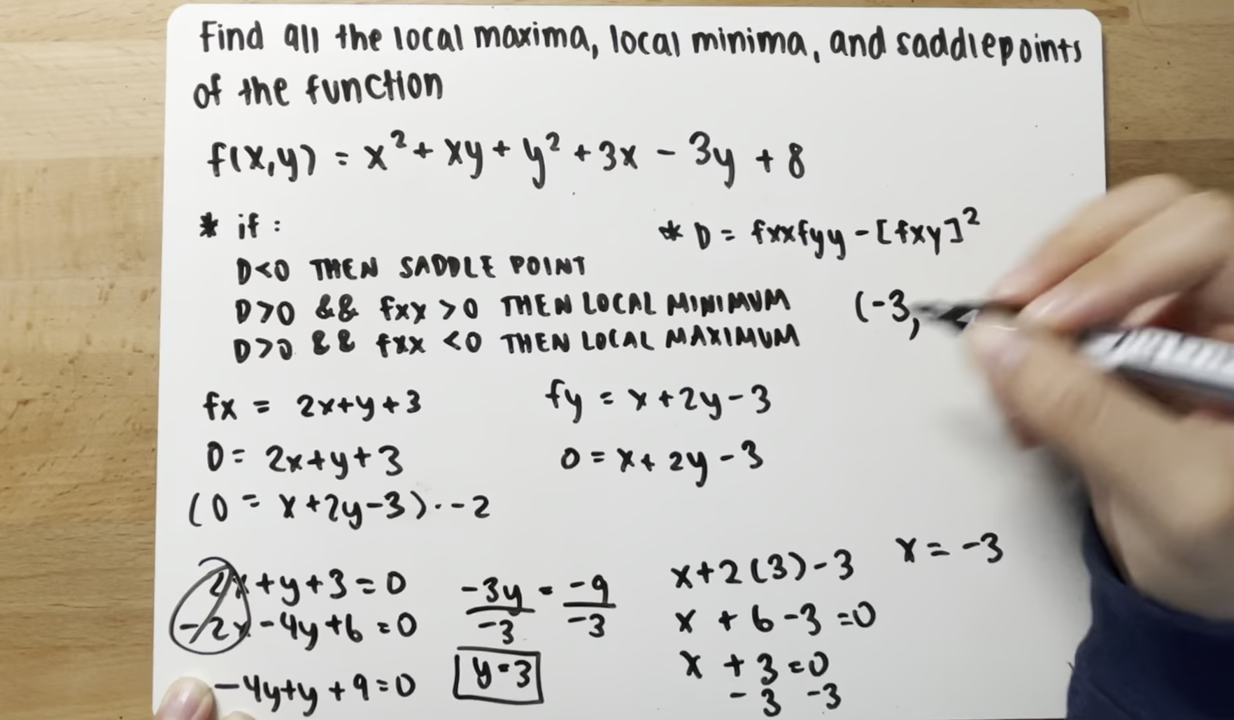 Find all the local maxima, local minima, and saddlepoints
of the function
f(x,y) = x² + xy + y² + 3x - 3y + 8
* if :
* D = fxxfyy - [fxy]²
D<0 THEN SADDLE POINT
D>0 && fxx >0 THEN LOCAL MINIMUM
(-3,
D>0 && fxx <0 THEN LOCAL MAXIMUM
fx = 2x+y+3
fy = x+2y-3
0 = 2x+y+3
0 = x+2y-3
(0 = x+2y-3)·-2
2x+y+3=0
-2x-4y+6=0
-4y+y+9=0
-3y = -9
-3 -3
y=3
x+2(3)-3
x + 6-3=0
x + 3=0
-3 -3
x = -3